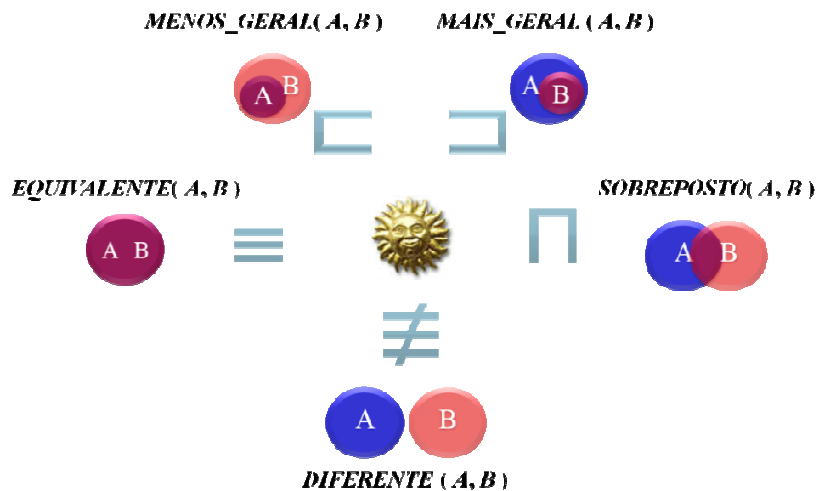 MENOS_GERAL( A, B ) MAIS_GERAL ( A, B )
A B A B
⊏ ⊐
EQUIVALENTE( A, B ) SOBREPOSTO( A, B )
A B ≡ ⊓ A B
≢
A B
DIFERENTE ( A, B )